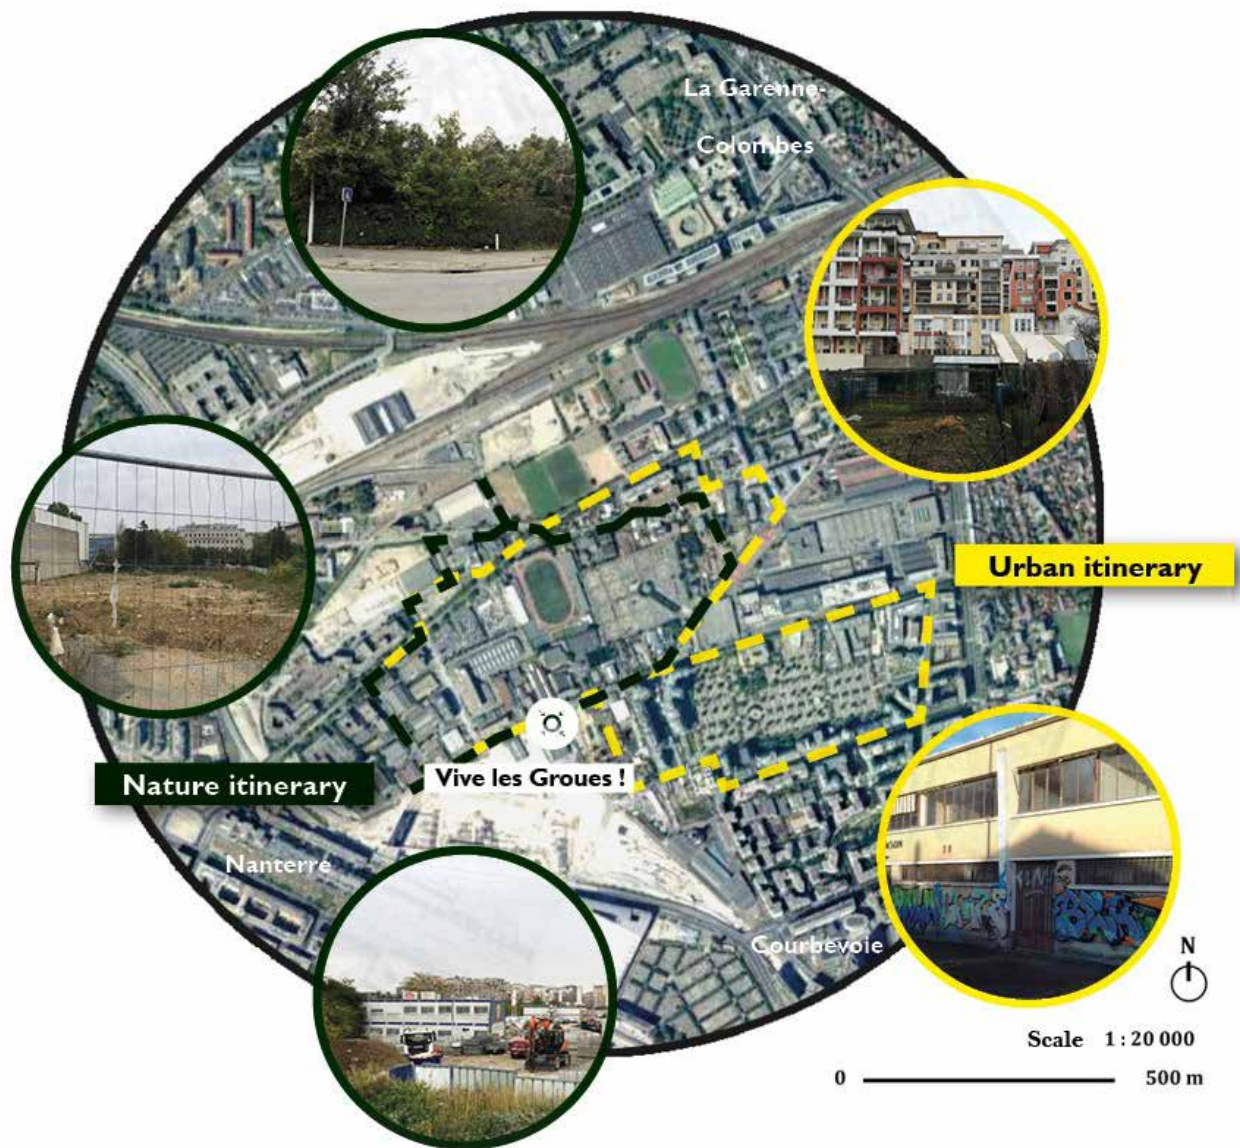 La Garenne-
Colombes
Urban itinerary
Vive les Groues !
Nature itinerary
Nanterre
Courbevoie
N
Scale 1 : 20 000
0 500 m